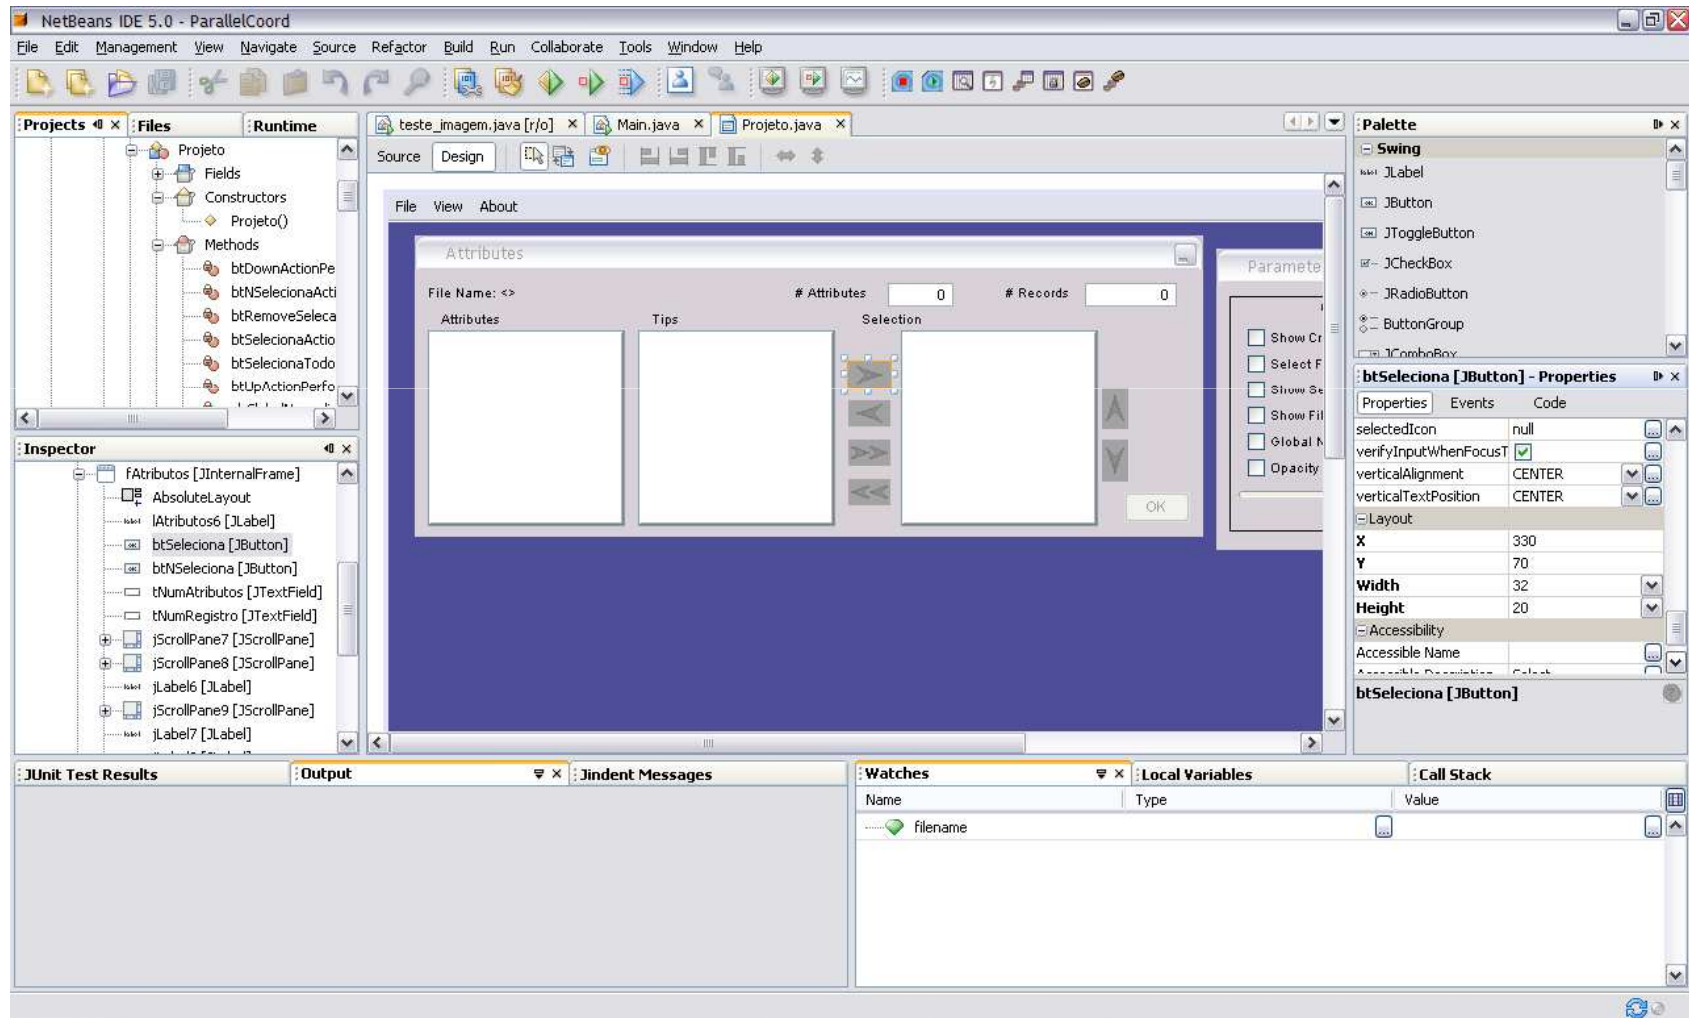 NetBeans IDE 5.0 - ParallelCoord
File Edit Management View Navigate Source Refactor Build Run Collaborate Tools Window Help
Projects
Files
Runtime
Projeto
Fields
Constructors
Projeto()
Methods
btDownActionPe
btNSelecionaActi
btRemoveSeleca
btSelecionaActio
btSelecionaTodo
btUpActionPerfo
Inspector
fAtributos [JInternalFrame]
AbsoluteLayout
lAtributos6 [JLabel]
btSeleciona [JButton]
btNSeleciona [JButton]
tNumAtributos [JTextField]
tNumRegistro [JTextField]
jScrollPane7 [JScrollPane]
jScrollPane8 [JScrollPane]
jLabel6 [JLabel]
jScrollPane9 [JScrollPane]
jLabel7 [JLabel]
teste_imagem.java [r/o]
Main.java
Projeto.java
Source Design
File View About
Attributes
File Name: <> # Attributes 0 # Records 0
Attributes Tips Selection
OK
Paramete
Show Cr
Select F
Show Se
Show Fil
Global N
Opacity
Palette
Swing
JLabel
JButton
JToggleButton
JCheckBox
JRadioButton
ButtonGroup
JComboBox
btSeleciona [JButton] - Properties
Properties Events Code
selectedIcon null
verifyInputWhenFocusT
verticalAlignment CENTER
verticalTextPosition CENTER
Layout
X 330
Y 70
Width 32
Height 20
Accessibility
Accessible Name
Accessible Description Select
btSeleciona [JButton]
JUnit Test Results
Output
Jindent Messages
Watches
Local Variables
Call Stack
Name Type Value
filename